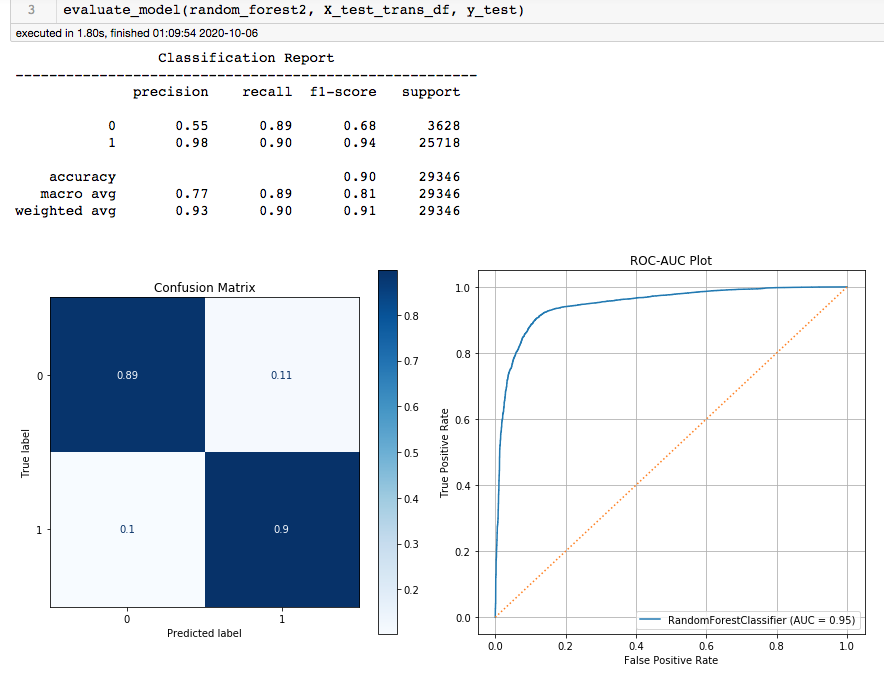 3 evaluate_model(random_forest2, X_test_trans_df, y_test)
executed in 1.80s, finished 01:09:54 2020-10-06
Classification Report
------------------------------------------------------------
precision recall f1-score support
0 0.55 0.89 0.68 3628
1 0.98 0.90 0.94 25718
accuracy 0.90 29346
macro avg 0.77 0.89 0.81 29346
weighted avg 0.93 0.90 0.91 29346
Confusion Matrix
True label
0
1
0.89 0.11
0.1 0.9
0 1
Predicted label
0.8
0.7
0.6
0.5
0.4
0.3
0.2
ROC-AUC Plot
True Positive Rate
1.0
0.8
0.6
0.4
0.2
0.0
RandomForestClassifier (AUC = 0.95)
0.0 0.2 0.4 0.6 0.8 1.0
False Positive Rate